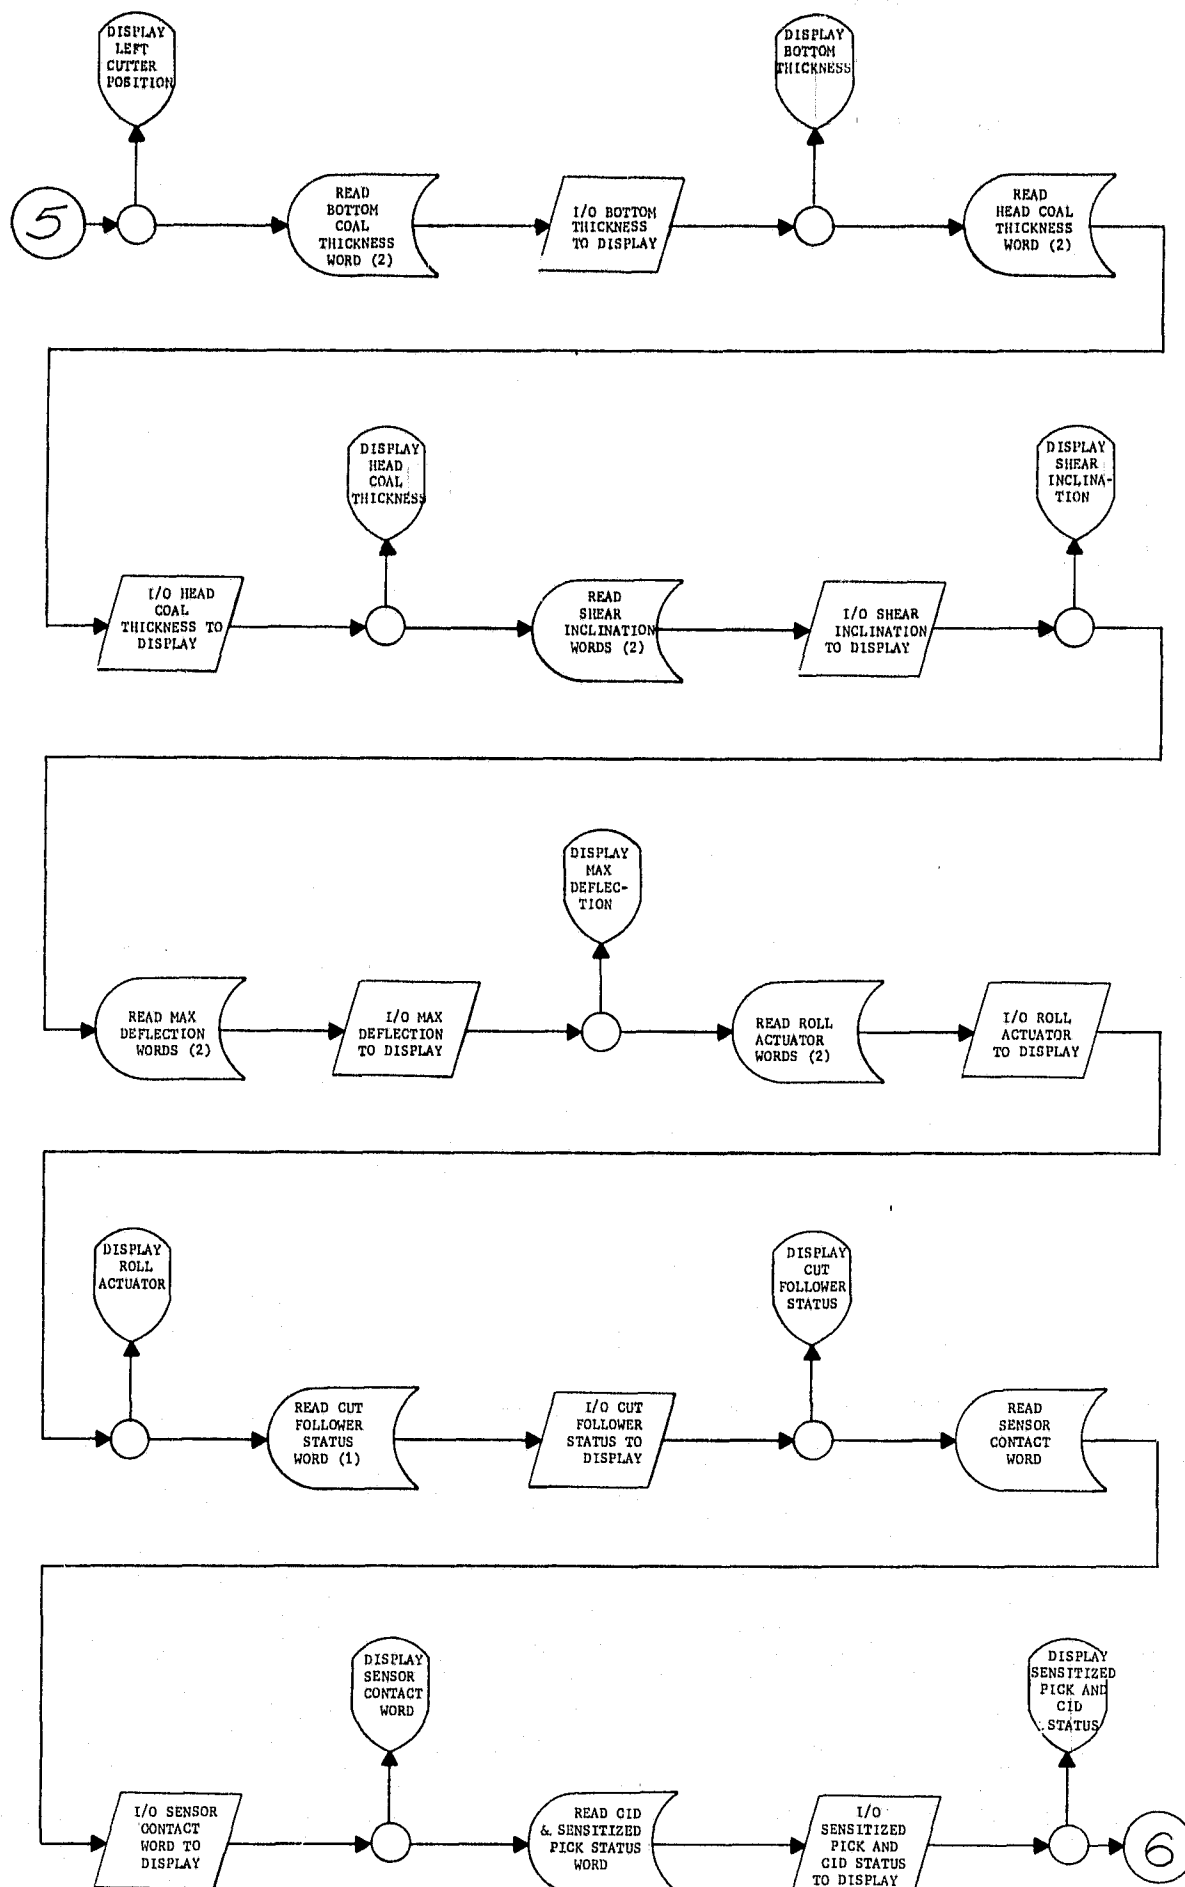 DISPLAY
LEFT
CUTTER
POSITION
DISPLAY
BOTTOM
THICKNESS
5
READ
BOTTOM
COAL
THICKNESS
WORD (2)
I/O BOTTOM
THICKNESS
TO DISPLAY
READ
HEAD COAL
THICKNESS
WORD (2)
DISPLAY
HEAD
COAL
THICKNESS
DISPLAY
SHEAR
INCLINA-
TION
I/O HEAD
COAL
THICKNESS TO
DISPLAY
READ
SHEAR
INCLINATION
WORDS (2)
I/O SHEAR
INCLINATION
TO DISPLAY
DISPLAY
MAX
DEFLEC-
TION
READ MAX
DEFLECTION
WORDS (2)
I/O MAX
DEFLECTION
TO DISPLAY
READ ROLL
ACTUATOR
WORDS (2)
I/O ROLL
ACTUATOR
TO DISPLAY
DISPLAY
ROLL
ACTUATOR
DISPLAY
CUT
FOLLOWER
STATUS
READ CUT
FOLLOWER
STATUS
WORD (1)
I/O CUT
FOLLOWER
STATUS TO
DISPLAY
READ
SENSOR
CONTACT
WORD
DISPLAY
SENSOR
CONTACT
WORD
DISPLAY
SENSITIZED
PICK AND
CID
STATUS
I/O SENSOR
CONTACT
WORD TO
DISPLAY
READ CID
& SENSITIZED
PICK STATUS
WORD
I/O
SENSITIZED
PICK AND
CID STATUS
TO DISPLAY
6